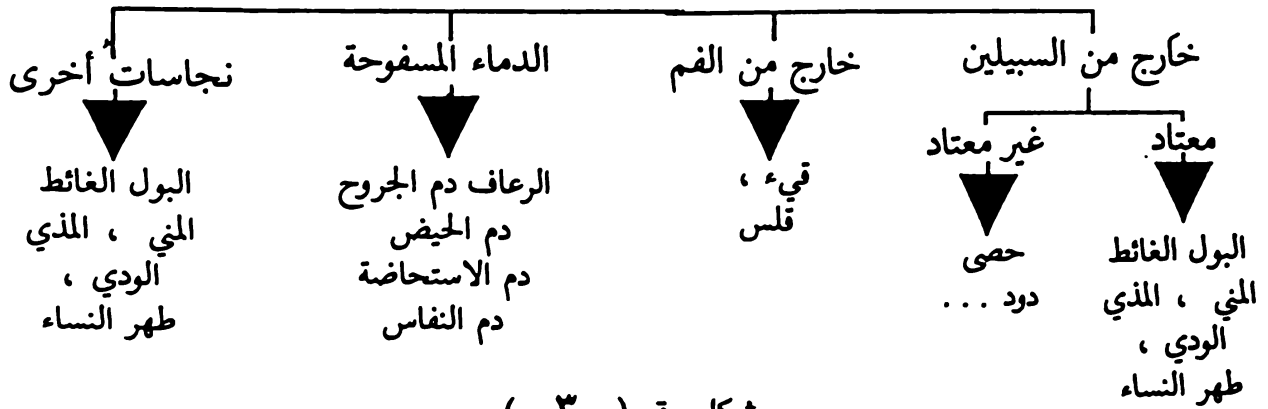 خارج من السبيلين
معتاد
البول الغائط
المني ، المذي
الودي ،
طهر النساء
غير معتاد
حصى
دود ...
خارج من الفم
قيء ،
قلس
الدماء المسفوحة
الرعاف دم الجروح
دم الحيض
دم الاستحاضة
دم النفاس
نجاسات أخرى
البول الغائط
المني ، المذي
الودي ،
طهر النساء